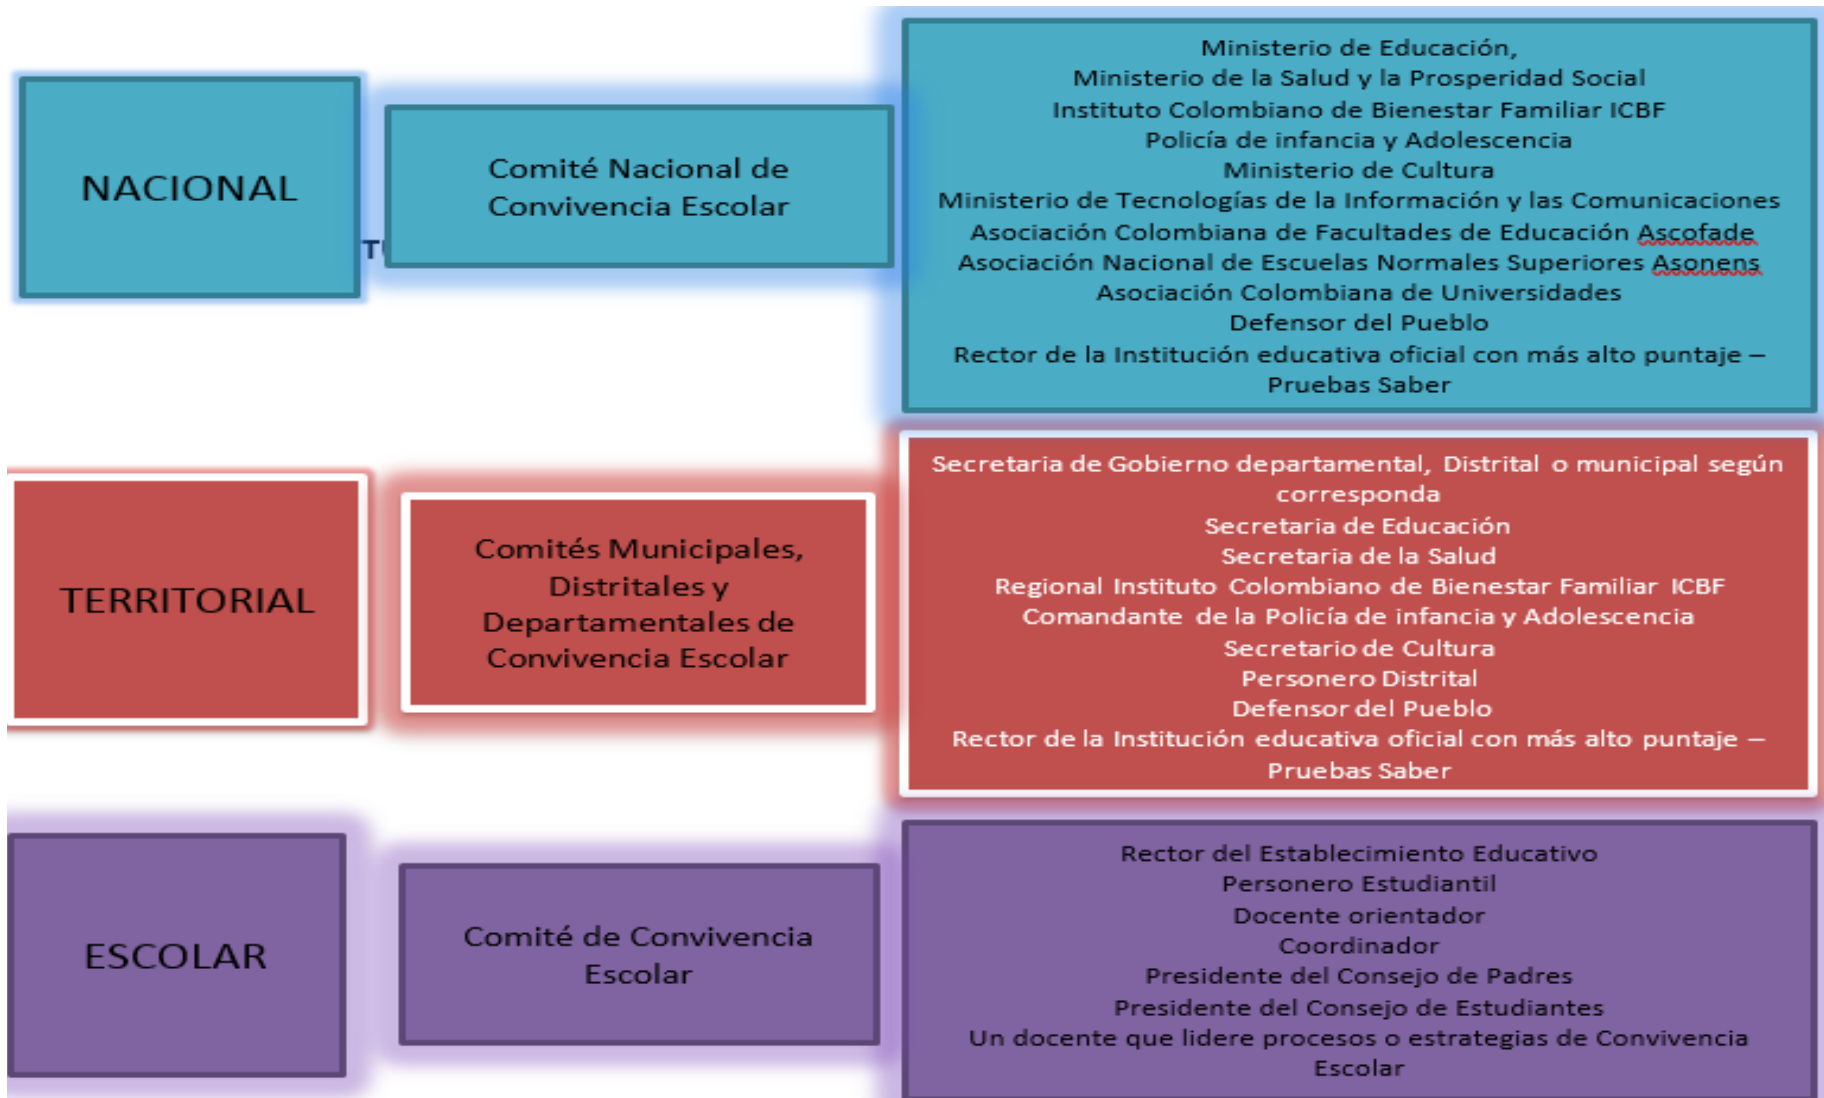 NACIONAL
Comité Nacional de
Convivencia Escolar
Ministerio de Educación,
Ministerio de la Salud y la Prosperidad Social
Instituto Colombiano de Bienestar Familiar ICBF
Policía de infancia y Adolescencia
Ministerio de Cultura
Ministerio de Tecnologías de la Información y las Comunicaciones
Asociación Colombiana de Facultades de Educación Ascofade
Asociación Nacional de Escuelas Normales Superiores Asonens
Asociación Colombiana de Universidades
Defensor del Pueblo
Rector de la Institución educativa oficial con más alto puntaje –
Pruebas Saber
TERRITORIAL
Comités Municipales,
Distritales y
Departamentales de
Convivencia Escolar
Secretaria de Gobierno departamental, Distrital o municipal según
corresponda
Secretaria de Educación
Secretaria de la Salud
Regional Instituto Colombiano de Bienestar Familiar ICBF
Comandante de la Policía de infancia y Adolescencia
Secretario de Cultura
Personero Distrital
Defensor del Pueblo
Rector de la Institución educativa oficial con más alto puntaje –
Pruebas Saber
ESCOLAR
Comité de Convivencia
Escolar
Rector del Establecimiento Educativo
Personero Estudiantil
Docente orientador
Coordinador
Presidente del Consejo de Padres
Presidente del Consejo de Estudiantes
Un docente que lidere procesos o estrategias de Convivencia
Escolar